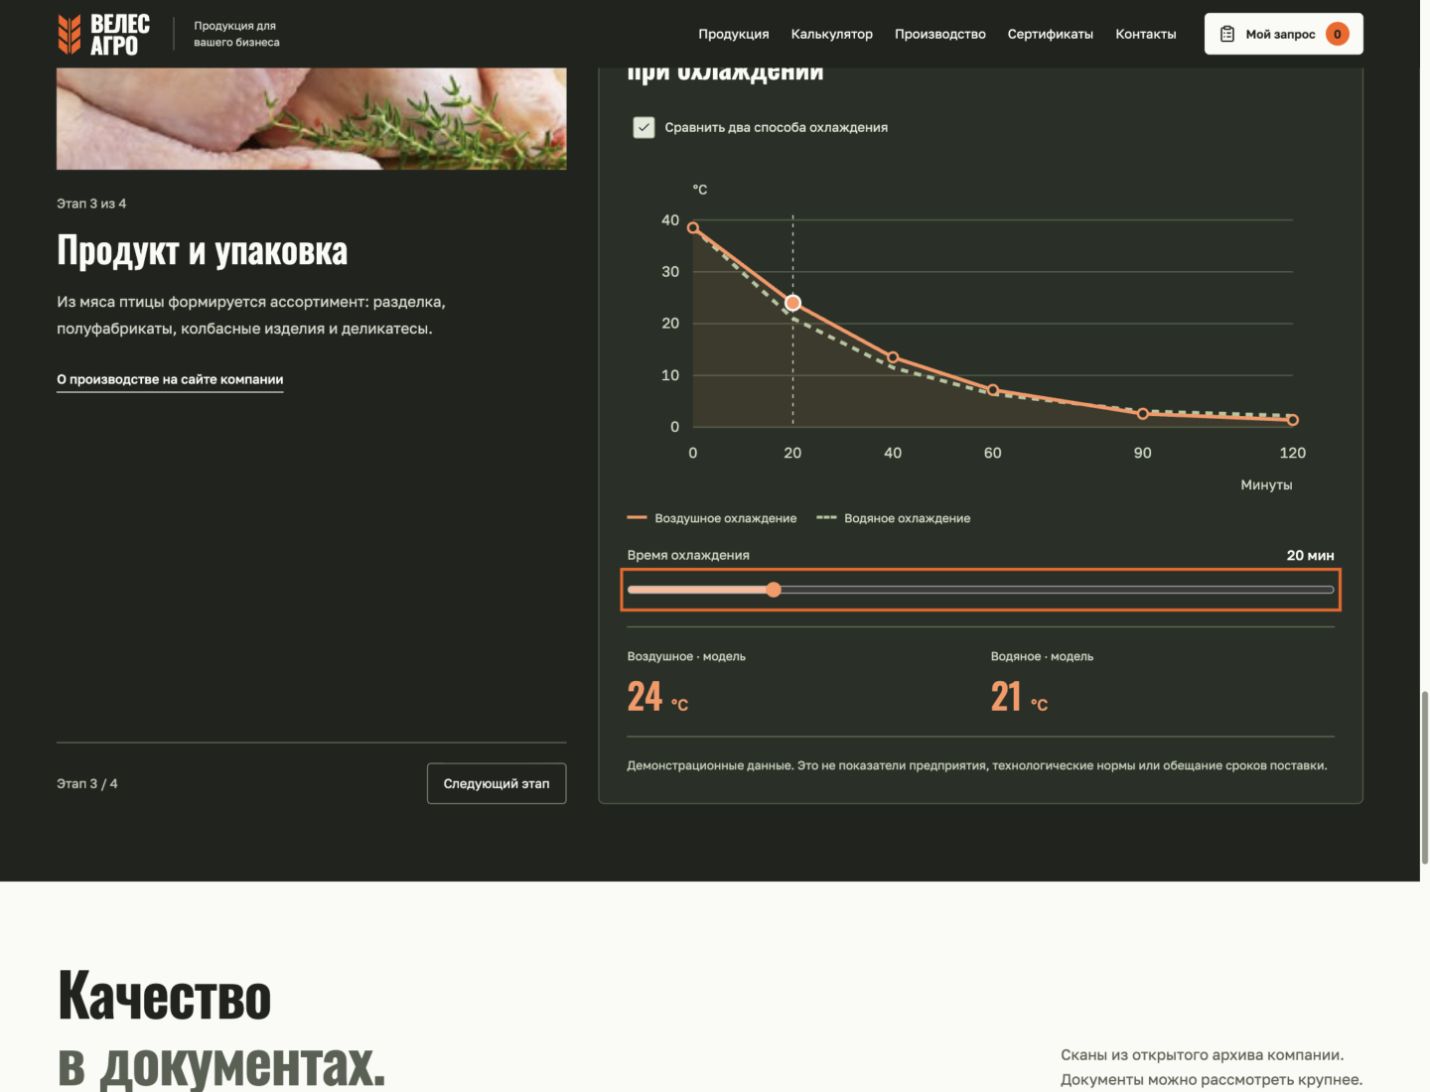 ВЕЛЕС
АГРО
Продукция для
вашего бизнеса
Продукция
Калькулятор
Производство
Сертификаты
Контакты
Мой запрос 0
Этап 3 из 4
Продукт и упаковка
Из мяса птицы формируется ассортимент: разделка,
полуфабрикаты, колбасные изделия и деликатесы.
О производстве на сайте компании
Этап 3 / 4
Следующий этап
при охлаждении
Сравнить два способа охлаждения
°C
40
30
20
10
0
0 20 40 60 90 120
Минуты
Воздушное охлаждение
Водяное охлаждение
Время охлаждения
20 мин
Воздушное · модель
24 °C
Водяное · модель
21 °C
Демонстрационные данные. Это не показатели предприятия, технологические нормы или обещание сроков поставки.
Качество
в документах.
Сканы из открытого архива компании.
Документы можно рассмотреть крупнее.